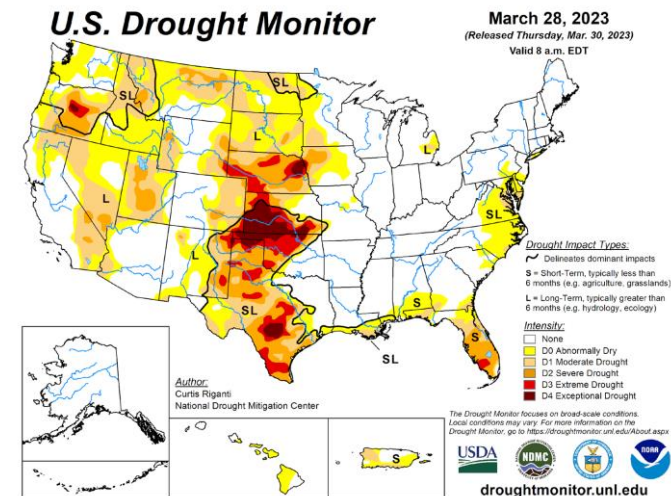 U.S. Drought Monitor
March 28, 2023
(Released Thursday, Mar. 30, 2023)
Valid 8 a.m. EDT
SL
SL
L
L
L
L
SL
SL
SL
S
S
S
Drought Impact Types:
Delineates dominant impacts
S = Short-Term, typically less than
6 months (e.g. agriculture, grasslands)
L = Long-Term, typically greater than
6 months (e.g. hydrology, ecology)
Intensity:
None
D0 Abnormally Dry
D1 Moderate Drought
D2 Severe Drought
D3 Extreme Drought
D4 Exceptional Drought
Author:
Curtis Riganti
National Drought Mitigation Center
The Drought Monitor focuses on broad-scale conditions.
Local conditions may vary. For more information on the
Drought Monitor, go to https://droughtmonitor.unl.edu/About.aspx
USDA
NDMC
NOAA
droughtmonitor.unl.edu